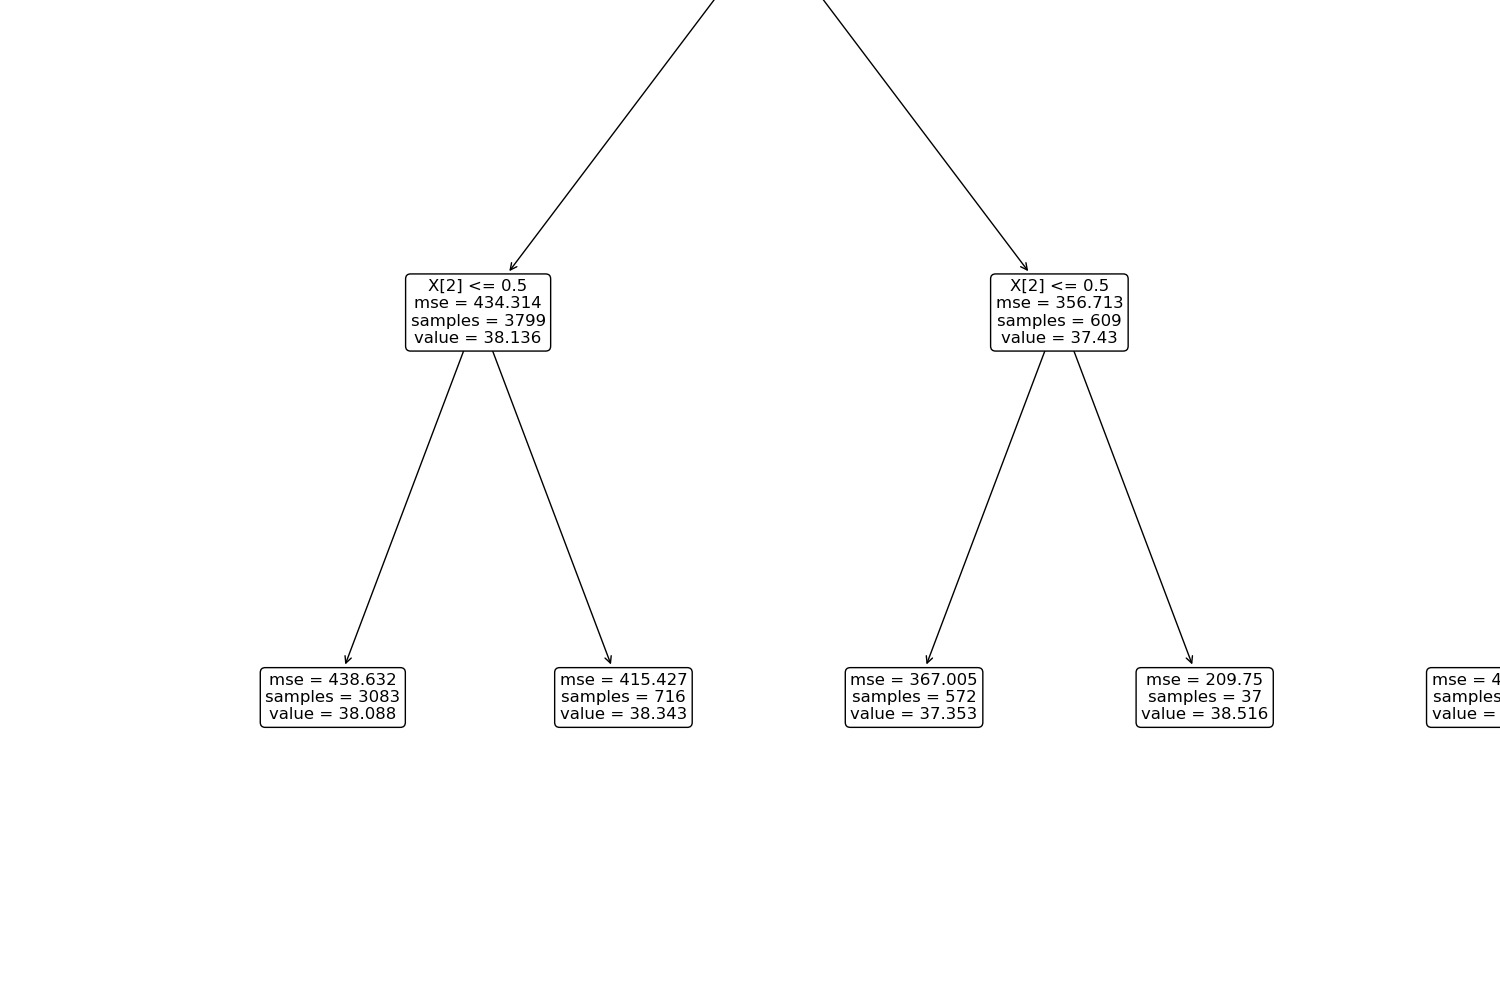 X[2] <= 0.5
mse = 434.314
samples = 3799
value = 38.136
X[2] <= 0.5
mse = 356.713
samples = 609
value = 37.43
mse = 438.632
samples = 3083
value = 38.088
mse = 415.427
samples = 716
value = 38.343
mse = 367.005
samples = 572
value = 37.353
mse = 209.75
samples = 37
value = 38.516
mse = 4
samples
value =